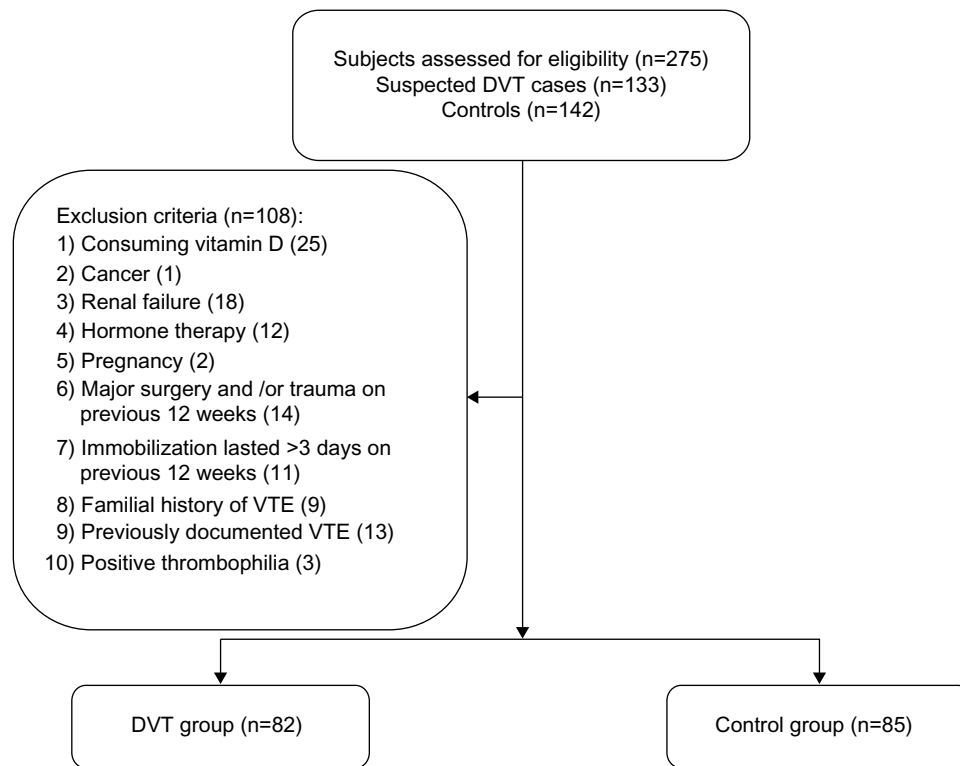 Subjects assessed for eligibility (n=275)
Suspected DVT cases (n=133)
Controls (n=142)
Exclusion criteria (n=108):
1) Consuming vitamin D (25)
2) Cancer (1)
3) Renal failure (18)
4) Hormone therapy (12)
5) Pregnancy (2)
6) Major surgery and /or trauma on
previous 12 weeks (14)
7) Immobilization lasted >3 days on
previous 12 weeks (11)
8) Familial history of VTE (9)
9) Previously documented VTE (13)
10) Positive thrombophilia (3)
DVT group (n=82)
Control group (n=85)